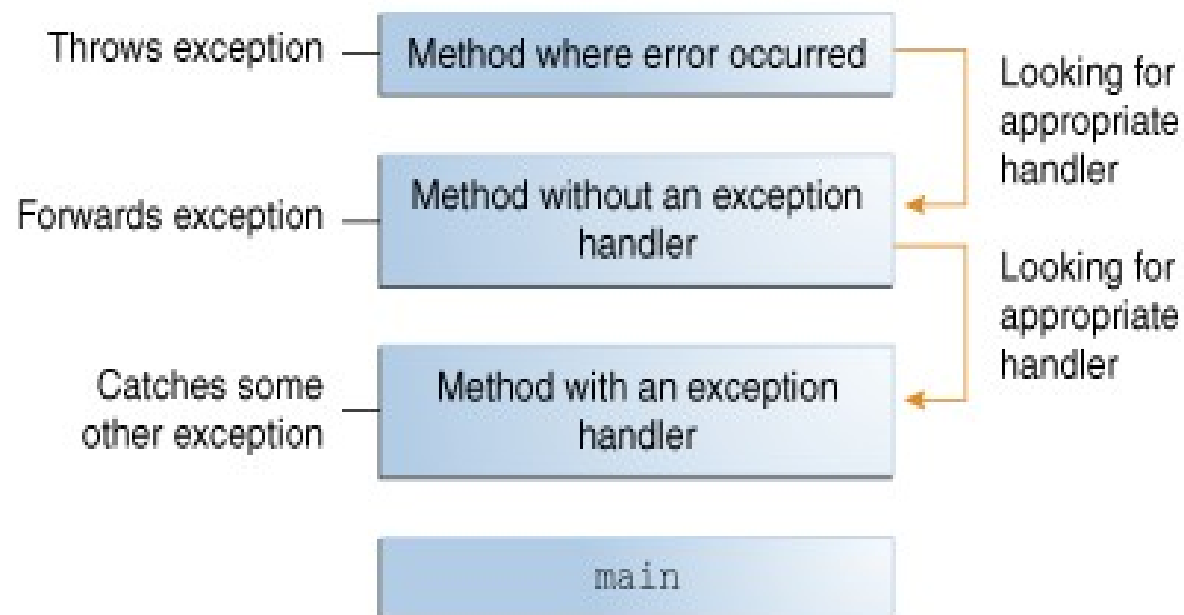 Throws exception
Method where error occurred
Looking for
appropriate
handler
Forwards exception
Method without an exception
handler
Looking for
appropriate
handler
Catches some
other exception
Method with an exception
handler
main